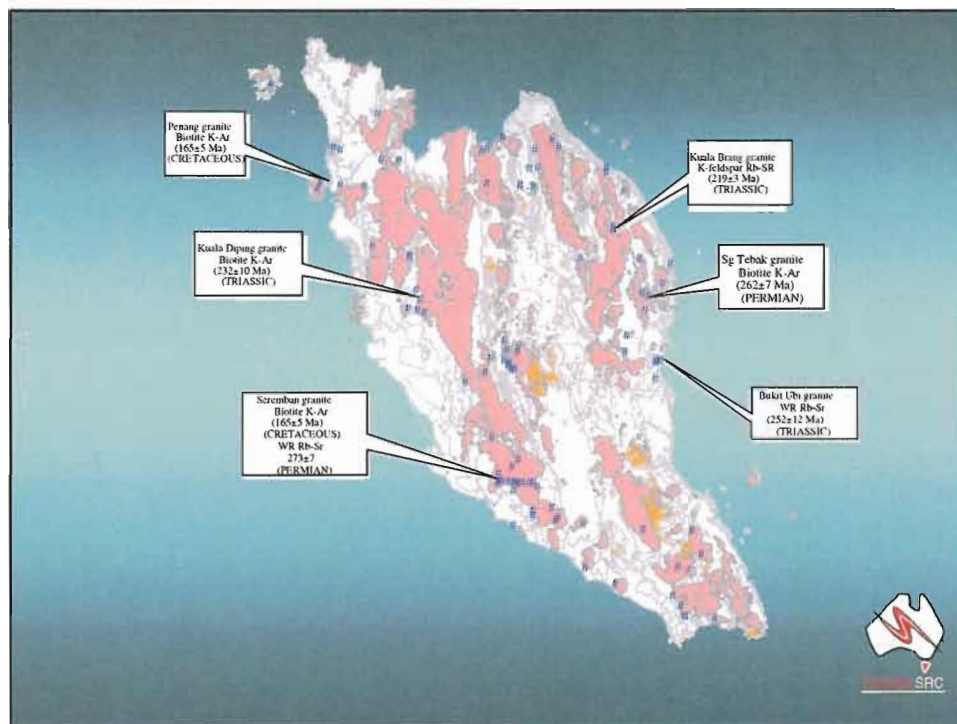 Penang granite
Biotite K-Ar
(165±5 Ma)
(CRETACEOUS)
Kuala Brang granite
K-feldspar Rb-SR
(219±3 Ma)
(TRIASSIC)
Kuala Diping granite
Biotite K-Ar
(232±10 Ma)
(TRIASSIC)
Sg Tebak granite
Biotite K-Ar
(262±7 Ma)
(PERMIAN)
Bukit Ubi granite
WR Rb-Sr
(252±12 Ma)
(TRIASSIC)
Seremban granite
Biotite K-Ar
(165±5 Ma)
(CRETACEOUS)
WR Rb-Sr
273±7
(PERMIAN)
SRC